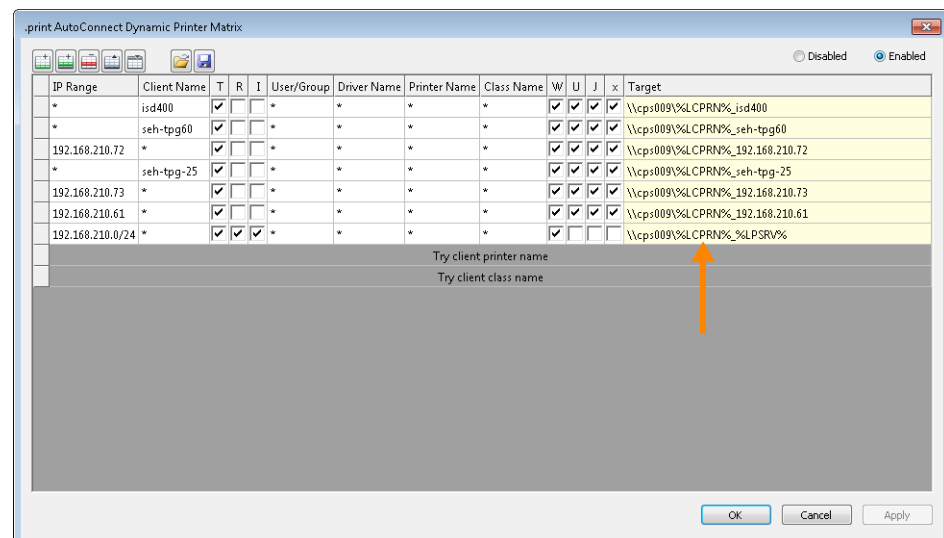 .print AutoConnect Dynamic Printer Matrix
Disabled Enabled
IP Range Client Name T R I User/Group Driver Name Printer Name Class Name W U J x Target
* isd400 * * * * \\cps009\%LCPRN%_isd400
* seh-tpg60 * * * * \\cps009\%LCPRN%_seh-tpg60
192.168.210.72 * * * * * \\cps009\%LCPRN%_192.168.210.72
* seh-tpg-25 * * * * \\cps009\%LCPRN%_seh-tpg-25
192.168.210.73 * * * * * \\cps009\%LCPRN%_192.168.210.73
192.168.210.61 * * * * * \\cps009\%LCPRN%_192.168.210.61
192.168.210.0/24 * * * * * \\cps009\%LCPRN%_%LPSRV%
Try client printer name
Try client class name
OK Cancel Apply